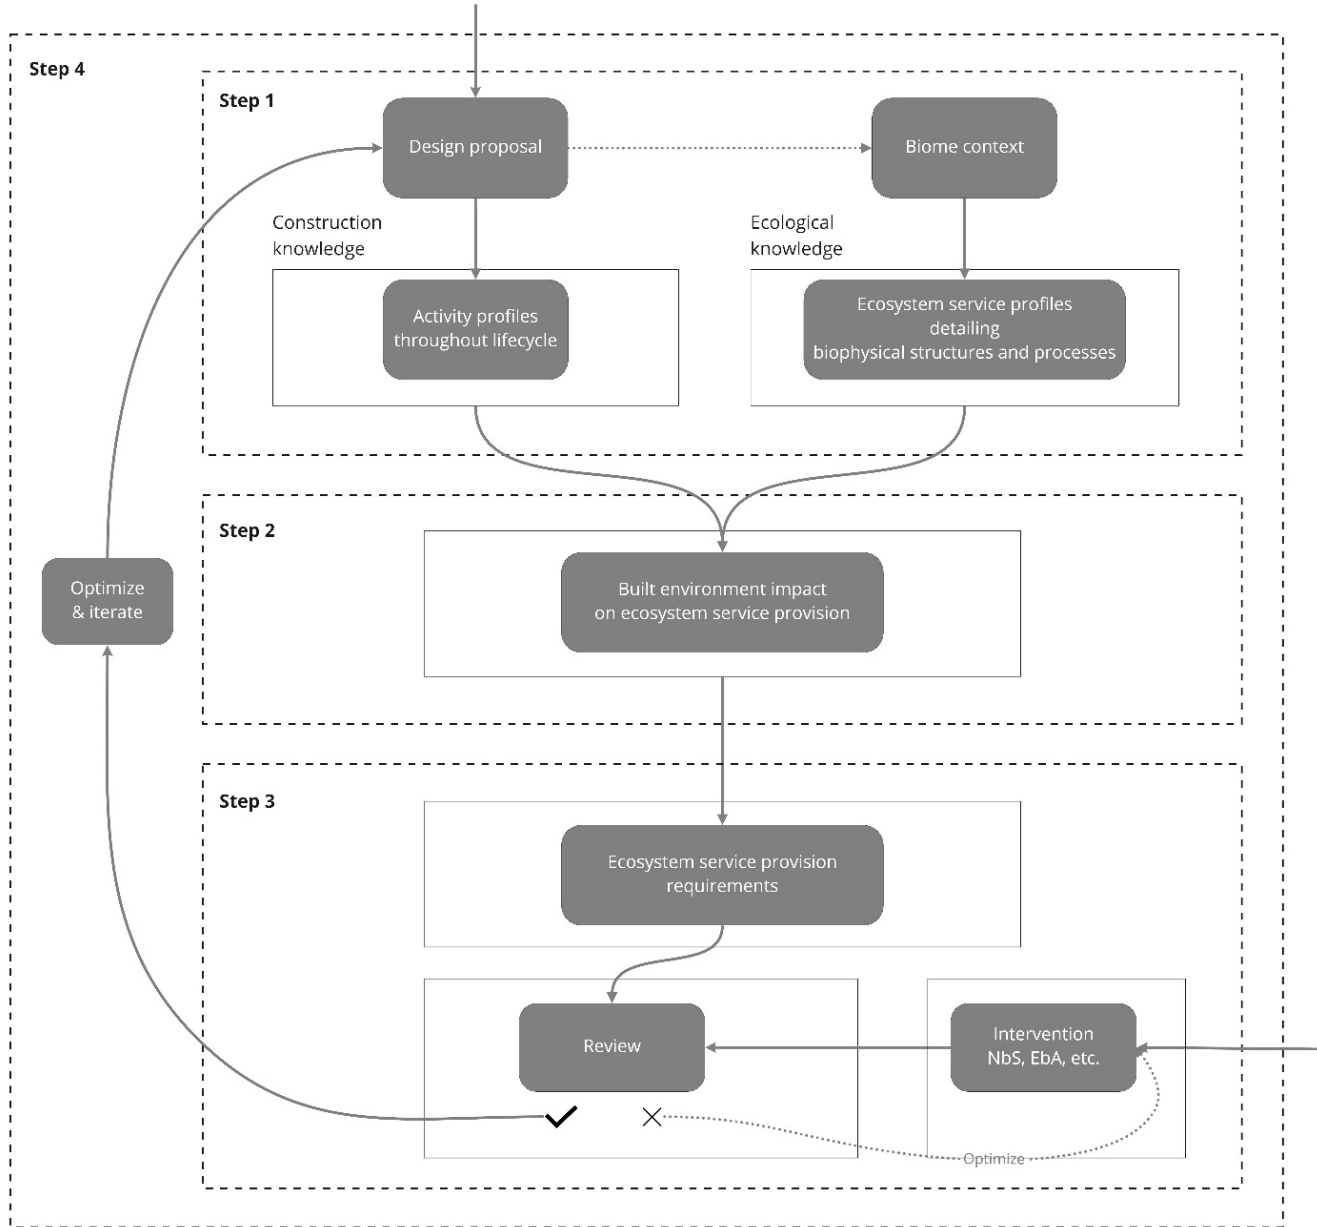 Step 4
Step 1
Design proposal
Biome context
Construction
knowledge
Ecological
knowledge
Activity profiles
throughout lifecycle
Ecosystem service profiles
detailing
biophysical structures and processes
Step 2
Built environment impact
on ecosystem service provision
Optimize
& iterate
Step 3
Ecosystem service provision
requirements
Review
Intervention
NbS, EbA, etc.
Optimize